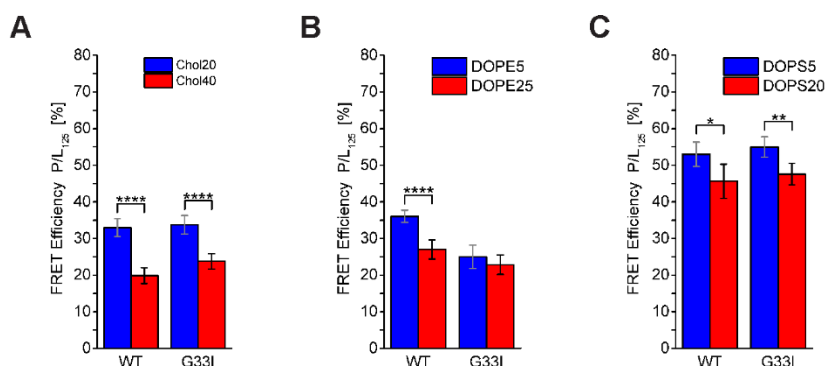 A
FRET Efficiency P/L125 [%]
80
70
60
50
40
30
20
10
0
Chol20
Chol40
****
****
WT
G33I
B
FRET Efficiency P/L125 [%]
80
70
60
50
40
30
20
10
0
DOPE5
DOPE25
****
WT
G33I
C
FRET Efficiency P/L125 [%]
80
70
60
50
40
30
20
10
0
DOPS5
DOPS20
*
**
WT
G33I